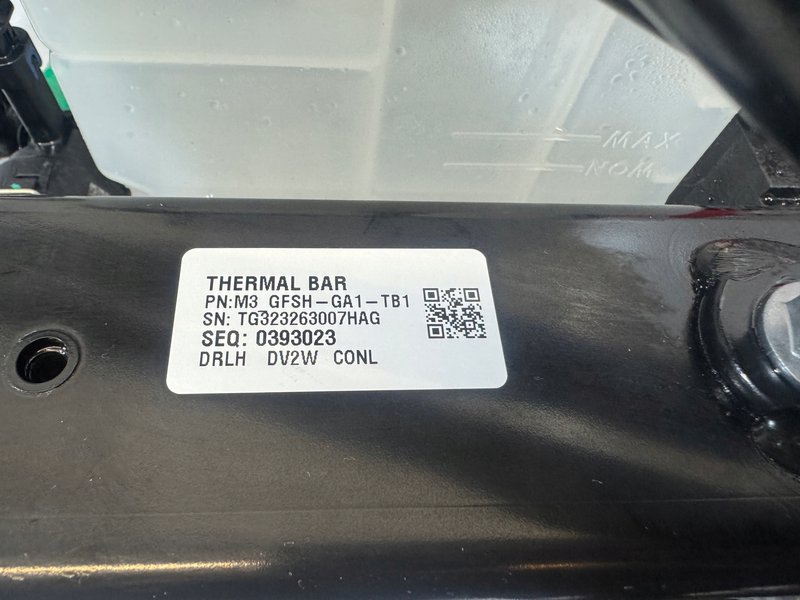 MAX
NOM
THERMAL BAR
PN:M3 GFSH-GA1-TB1
SN: TG323263007HAG
SEQ: 0393023
DRLH DV2W CONL